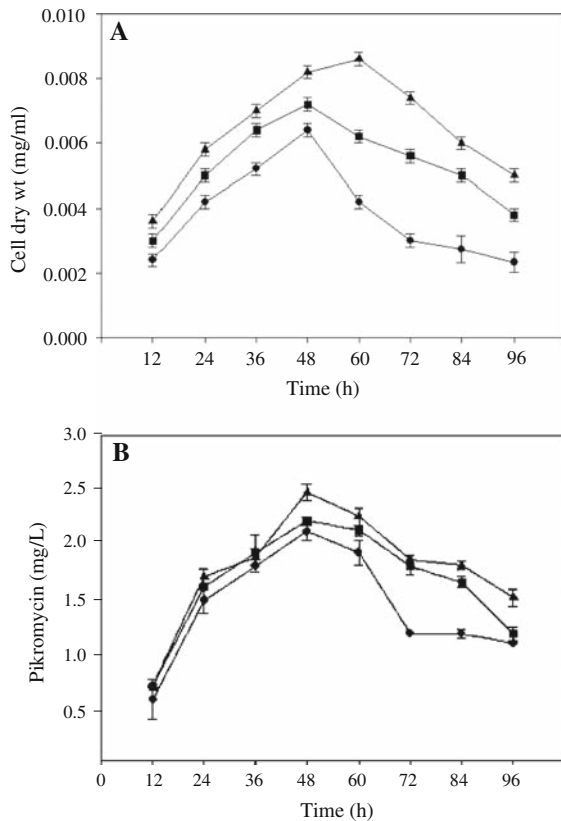 A
0.010
0.008
0.006
0.004
0.002
0.000
Cell dry wt (mg/ml)
12 24 36 48 60 72 84 96
Time (h)
B
3.0
2.5
2.0
1.5
1.0
0.5
Pikromycin (mg/L)
0 12 24 36 48 60 72 84 96
Time (h)